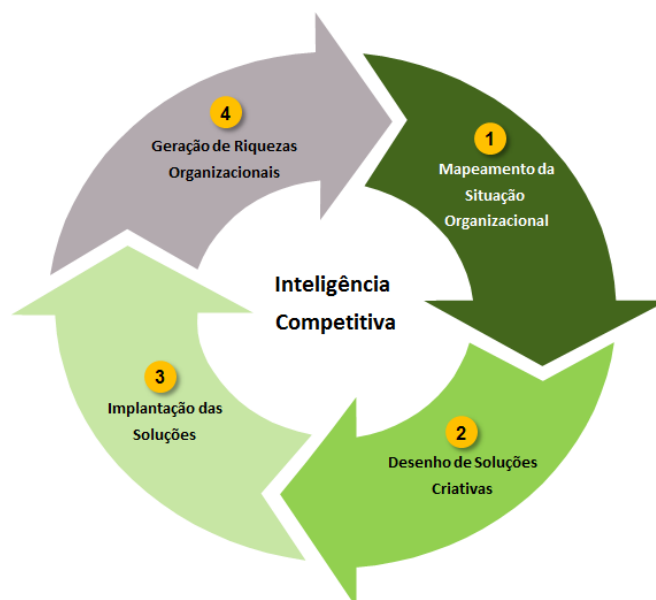 4
Geração de Riquezas
Organizacionais
1
Mapeamento da
Situação
Organizacional
Inteligência
Competitiva
3
Implantação das
Soluções
2
Desenho de Soluções
Criativas